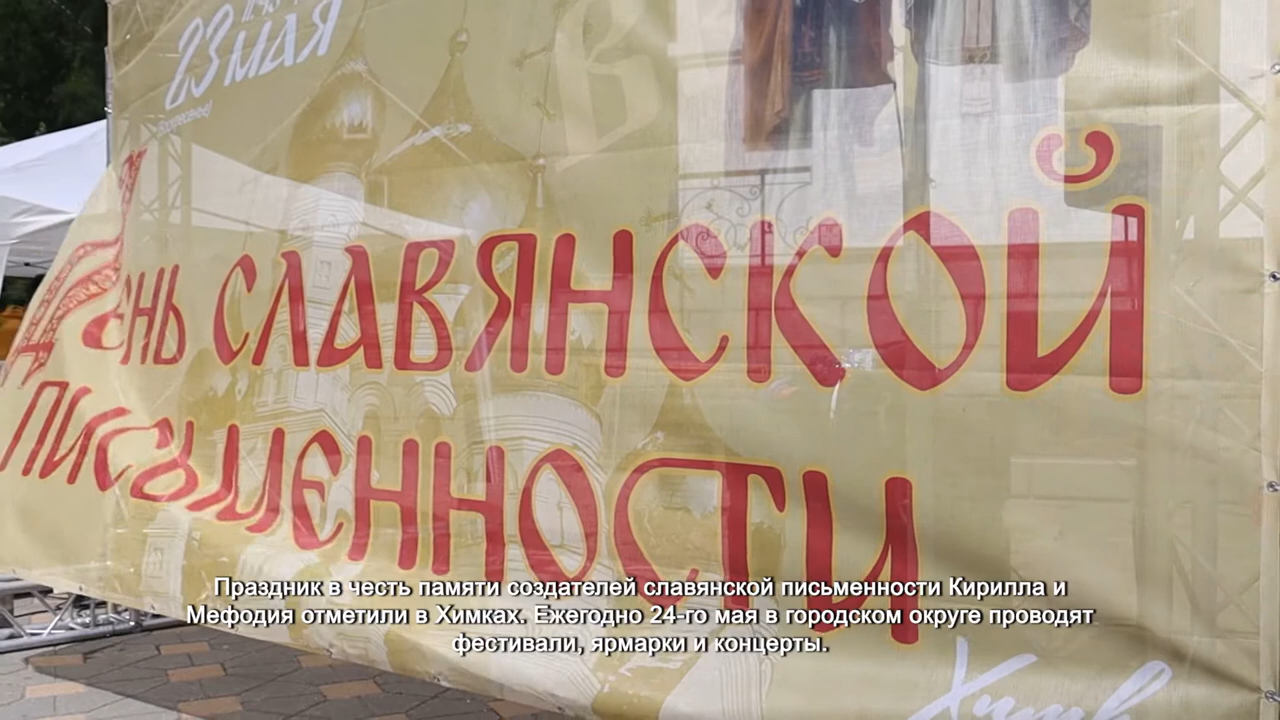 23 МАЯ
(воскресенье)
День славянской
письменности
Праздник в честь памяти создателей славянской письменности Кирилла и
Мефодия отметили в Химках. Ежегодно 24-го мая в городском округе проводят
фестивали, ярмарки и концерты.